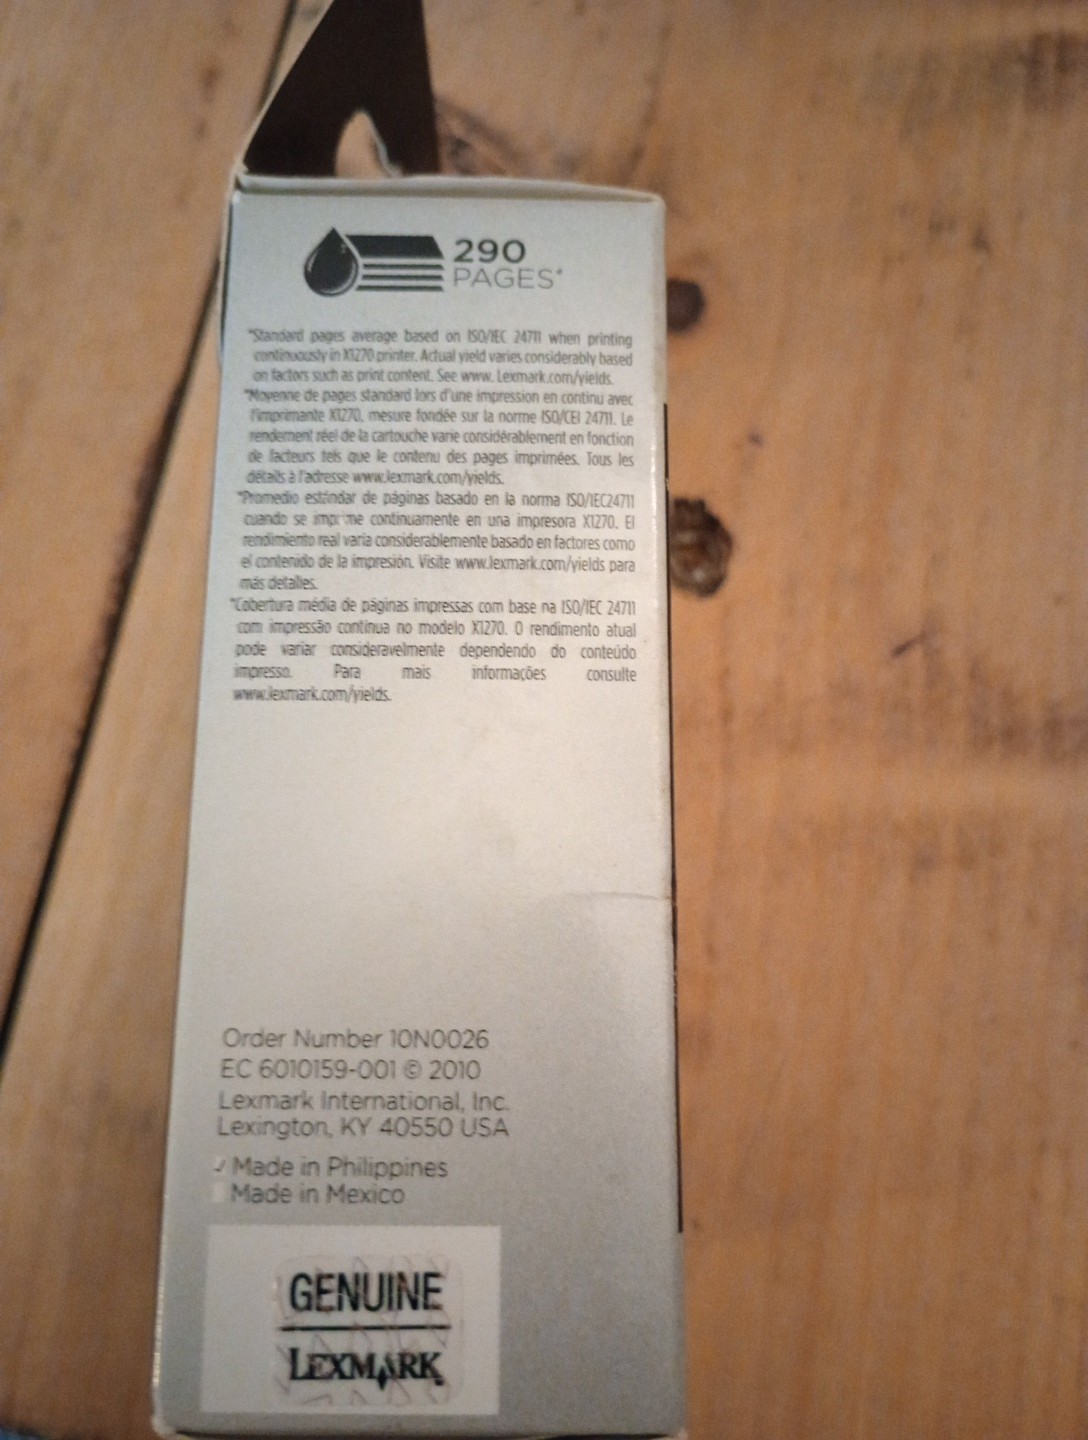 290
PAGES*
*Standard pages average based on ISO/IEC 24711 when printing
continuously in X1270 printer. Actual yield varies considerably based
on factors such as print content. See www. Lexmark.com/yields.
*Moyenne de pages standard lors d'une impression en continu avec
l'imprimante X1270, mesure fondée sur la norme ISO/CEI 24711. Le
rendement réel de la cartouche varie considérablement en fonction
de facteurs tels que le contenu des pages imprimées. Tous les
détails à l'adresse www.lexmark.com/yields.
*Promedio estándar de páginas basado en la norma ISO/IEC24711
cuando se imprime continuamente en una impresora X1270. El
rendimiento real varía considerablemente basado en factores como
el contenido de la impresión. Visite www.lexmark.com/yields para
más detalles.
*Cobertura média de páginas impressas com base na ISO/IEC 24711
com impressão contínua no modelo X1270. O rendimento atual
pode variar consideravelmente dependendo do conteúdo
impresso. Para mais informações consulte
www.lexmark.com/yields.
Order Number 10N0026
EC 6010159-001 © 2010
Lexmark International, Inc.
Lexington, KY 40550 USA
✓ Made in Philippines
Made in Mexico
GENUINE
LEXMARK